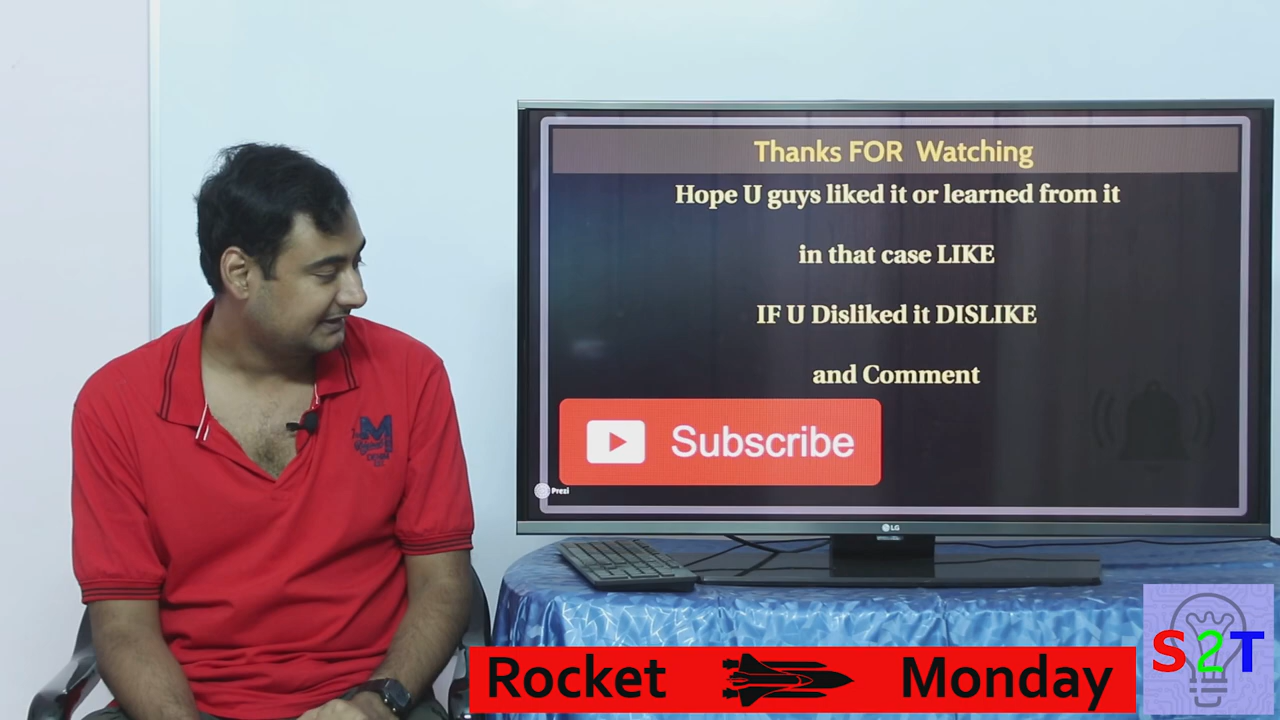 Thanks FOR Watching
Hope U guys liked it or learned from it
in that case LIKE
IF U Disliked it DISLIKE
and Comment
Subscribe
Prezi
LG
M
Rocket Monday
S2T